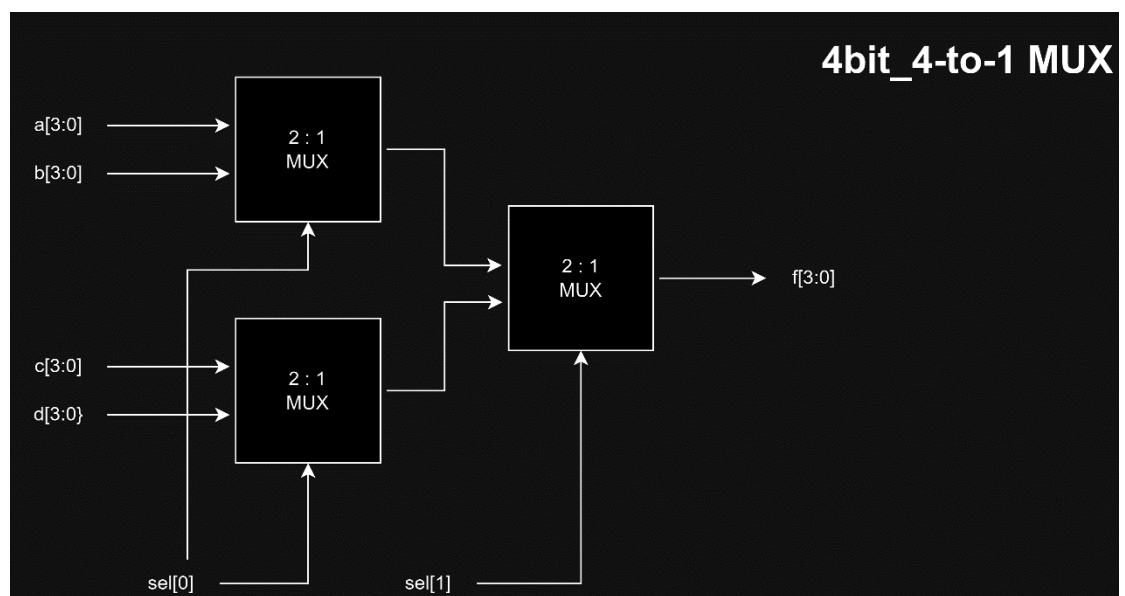 4bit_4-to-1 MUX
a[3:0]
b[3:0]
2 : 1
MUX
2 : 1
MUX
f[3:0]
c[3:0]
d[3:0}
2 : 1
MUX
sel[0]
sel[1]